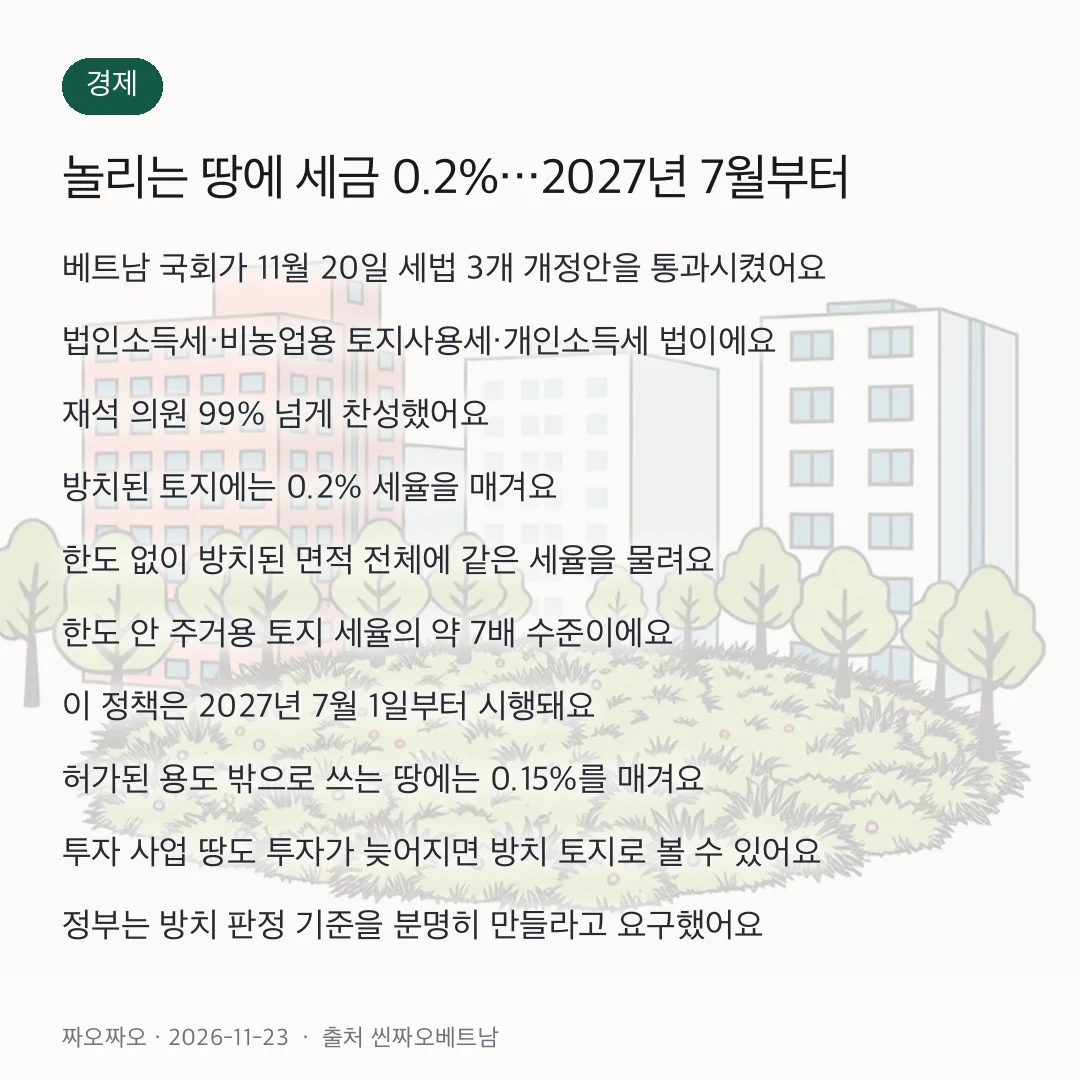 경제
놀리는 땅에 세금 0.2%…2027년 7월부터
베트남 국회가 11월 20일 세법 3개 개정안을 통과시켰어요
법인소득세·비농업용 토지사용세·개인소득세 법이에요
재석 의원 99% 넘게 찬성했어요
방치된 토지에는 0.2% 세율을 매겨요
한도 없이 방치된 면적 전체에 같은 세율을 물려요
한도 안 주거용 토지 세율의 약 7배 수준이에요
이 정책은 2027년 7월 1일부터 시행돼요
허가된 용도 밖으로 쓰는 땅에는 0.15%를 매겨요
투자 사업 땅도 투자가 늦어지면 방치 토지로 볼 수 있어요
정부는 방치 판정 기준을 분명히 만들라고 요구했어요
짜오짜오 · 2026-11-23 · 출처 씬짜오베트남